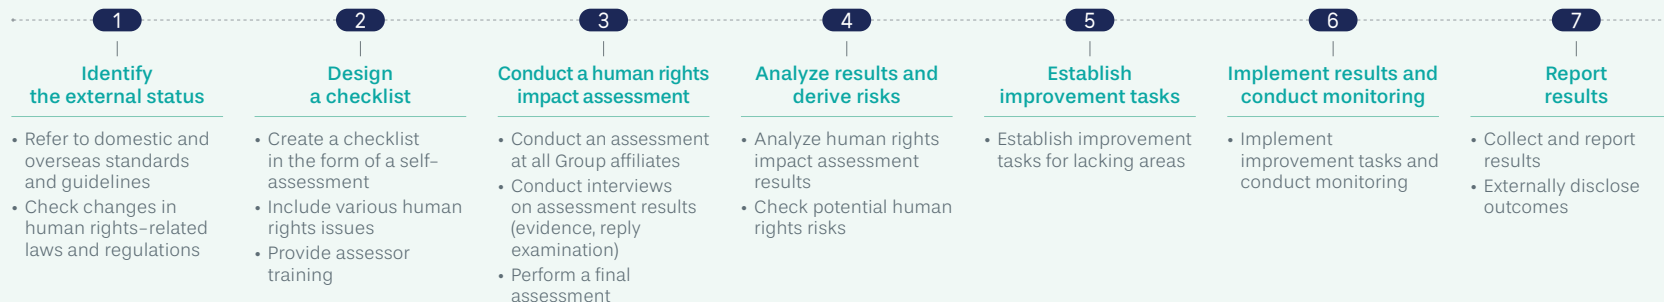 1
Identify
the external status
• Refer to domestic and
overseas standards
and guidelines
• Check changes in
human rights-related
laws and regulations
2
Design
a checklist
• Create a checklist
in the form of a self-
assessment
• Include various human
rights issues
• Provide assessor
training
3
Conduct a human rights
impact assessment
• Conduct an assessment
at all Group affiliates
• Conduct interviews
on assessment results
(evidence, reply
examination)
• Perform a final
assessment
4
Analyze results and
derive risks
• Analyze human rights
impact assessment
results
• Check potential human
rights risks
5
Establish
improvement tasks
• Establish improvement
tasks for lacking areas
6
Implement results and
conduct monitoring
• Implement
improvement tasks and
conduct monitoring
7
Report
results
• Collect and report
results
• Externally disclose
outcomes